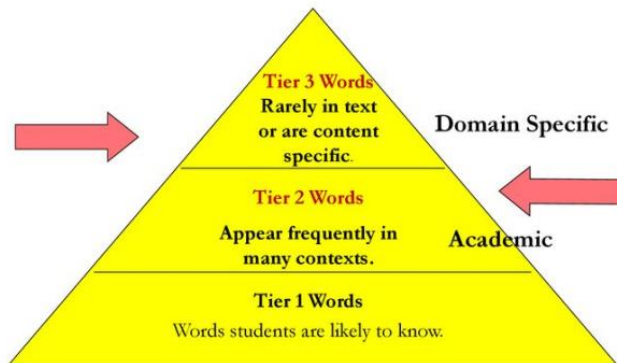 Tier 3 Words
Rarely in text
or are content
specific.
Domain Specific
Tier 2 Words
Appear frequently in
many contexts.
Academic
Tier 1 Words
Words students are likely to know.